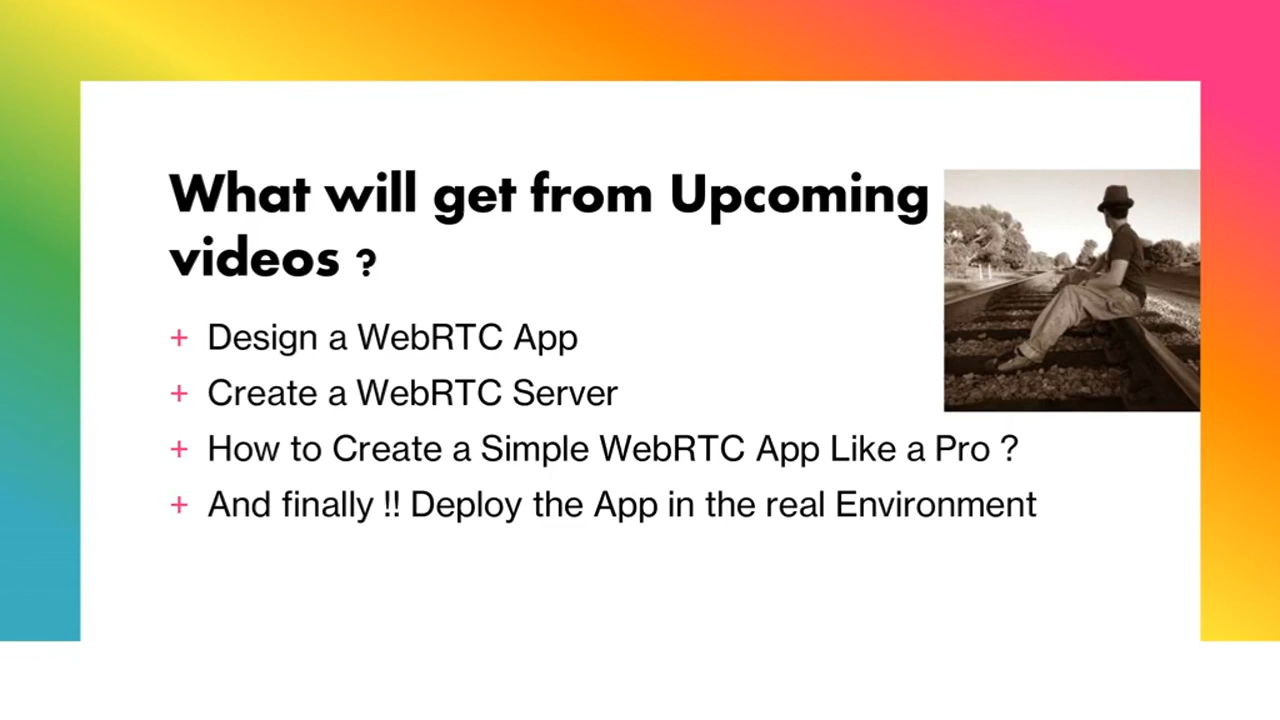 What will get from Upcoming
videos ?
+ Design a WebRTC App
+ Create a WebRTC Server
+ How to Create a Simple WebRTC App Like a Pro ?
+ And finally !! Deploy the App in the real Environment